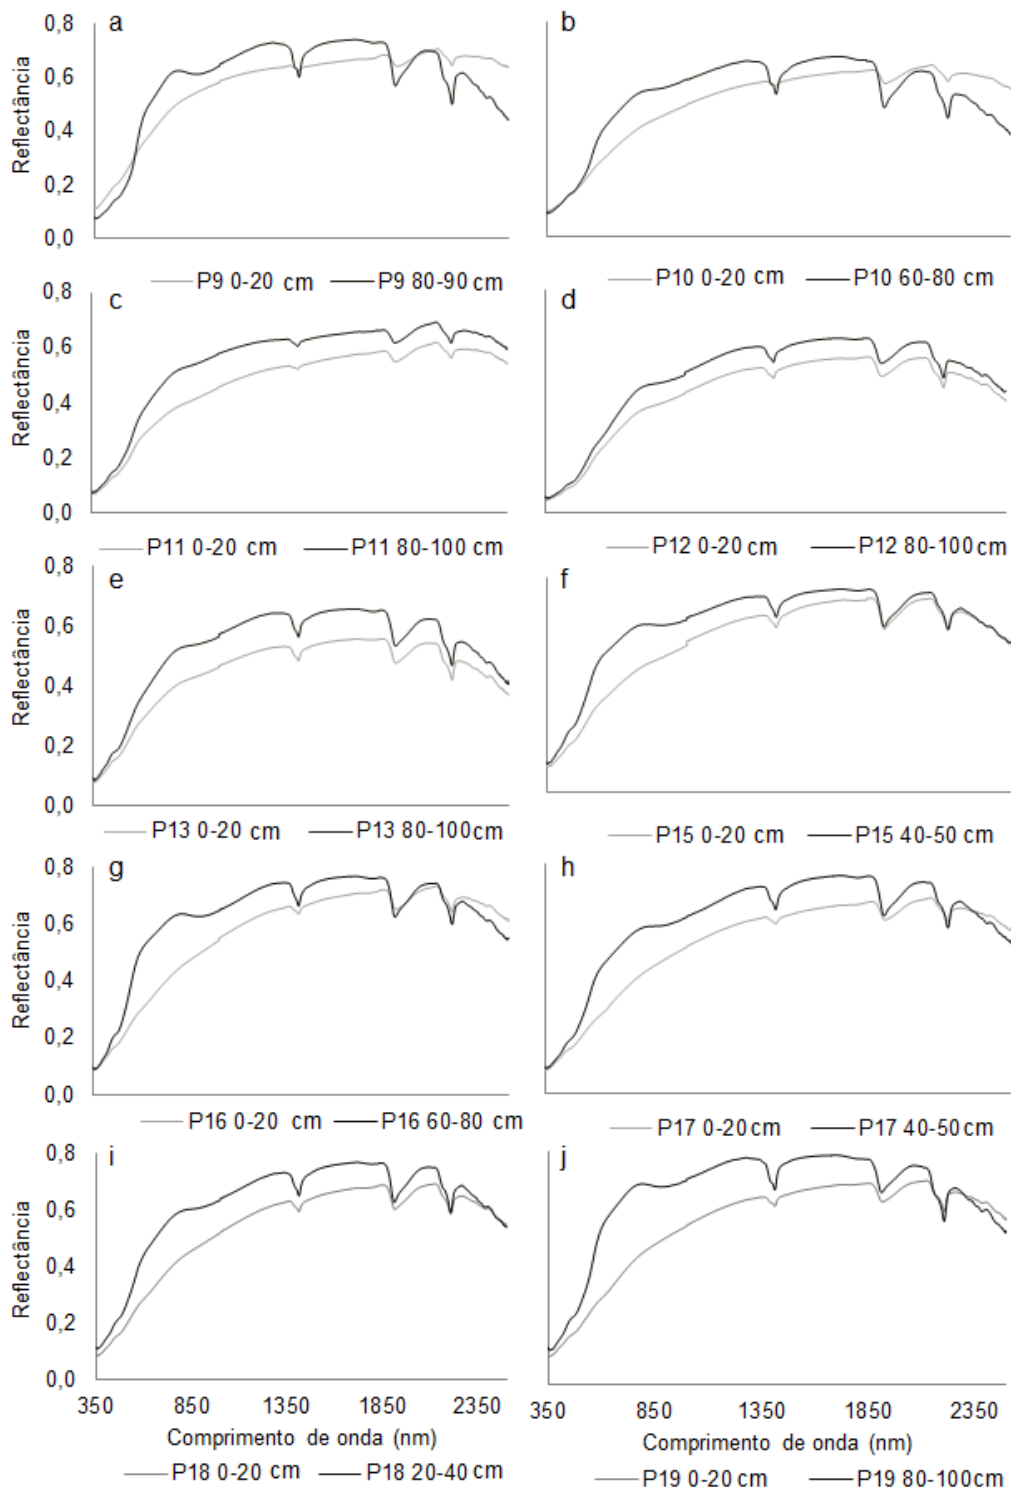 a
b
0,8
0,6
0,4
0,2
0,0
Reflectância
P9 0-20 cm
P9 80-90 cm
P10 0-20 cm
P10 60-80 cm
c
d
0,8
0,6
0,4
0,2
0,0
Reflectância
P11 0-20 cm
P11 80-100 cm
P12 0-20 cm
P12 80-100 cm
e
f
0,8
0,6
0,4
0,2
0,0
Reflectância
P13 0-20 cm
P13 80-100cm
P15 0-20 cm
P15 40-50 cm
g
h
0,8
0,6
0,4
0,2
0,0
Reflectância
P16 0-20 cm
P16 60-80 cm
P17 0-20cm
P17 40-50cm
i
j
0,8
0,6
0,4
0,2
0,0
Reflectância
350 850 1350 1850 2350
350 850 1350 1850 2350
Comprimento de onda (nm)
Comprimento de onda (nm)
P18 0-20 cm
P18 20-40 cm
P19 0-20 cm
P19 80-100 cm